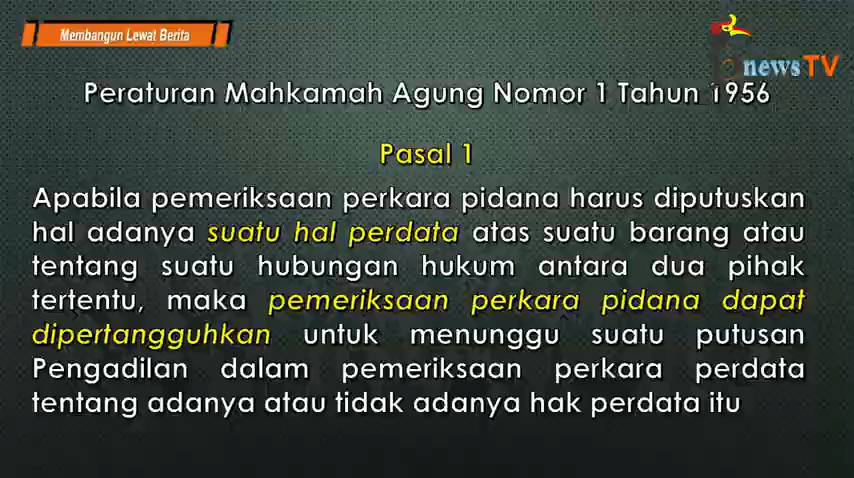 Membangun Lewat Berita
newsTV
Peraturan Mahkamah Agung Nomor 1 Tahun 1956
Pasal 1
Apabila pemeriksaan perkara pidana harus diputuskan
hal adanya suatu hal perdata atas suatu barang atau
tentang suatu hubungan hukum antara dua pihak
tertentu, maka pemeriksaan perkara pidana dapat
dipertangguhkan untuk menunggu suatu putusan
Pengadilan dalam pemeriksaan perkara perdata
tentang adanya atau tidak adanya hak perdata itu